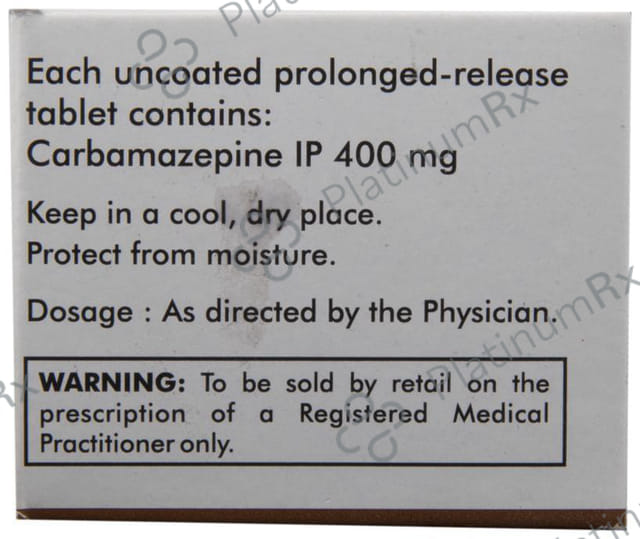 PlatinumRx
Each uncoated prolonged-release
tablet contains:
Carbamazepine IP 400 mg
Keep in a cool, dry place.
Protect from moisture.
Dosage : As directed by the Physician.
WARNING: To be sold by retail on the
prescription of a Registered Medical
Practitioner only.
PlatinumRx